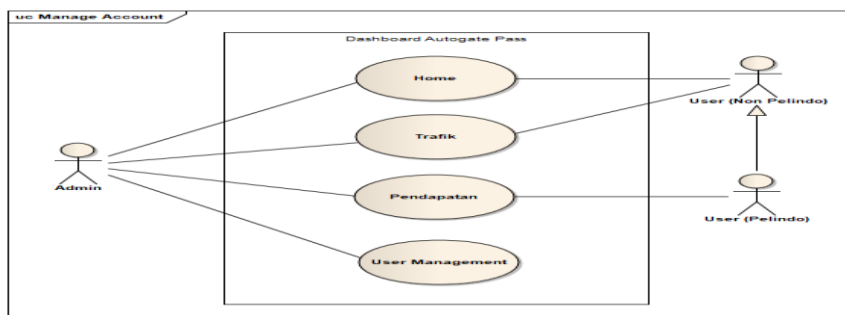 uc Manage Account
Dashboard Autogate Pass
Home
User (Non Pelindo)
Trafik
Admin
Pendapatan
User (Pelindo)
User Management